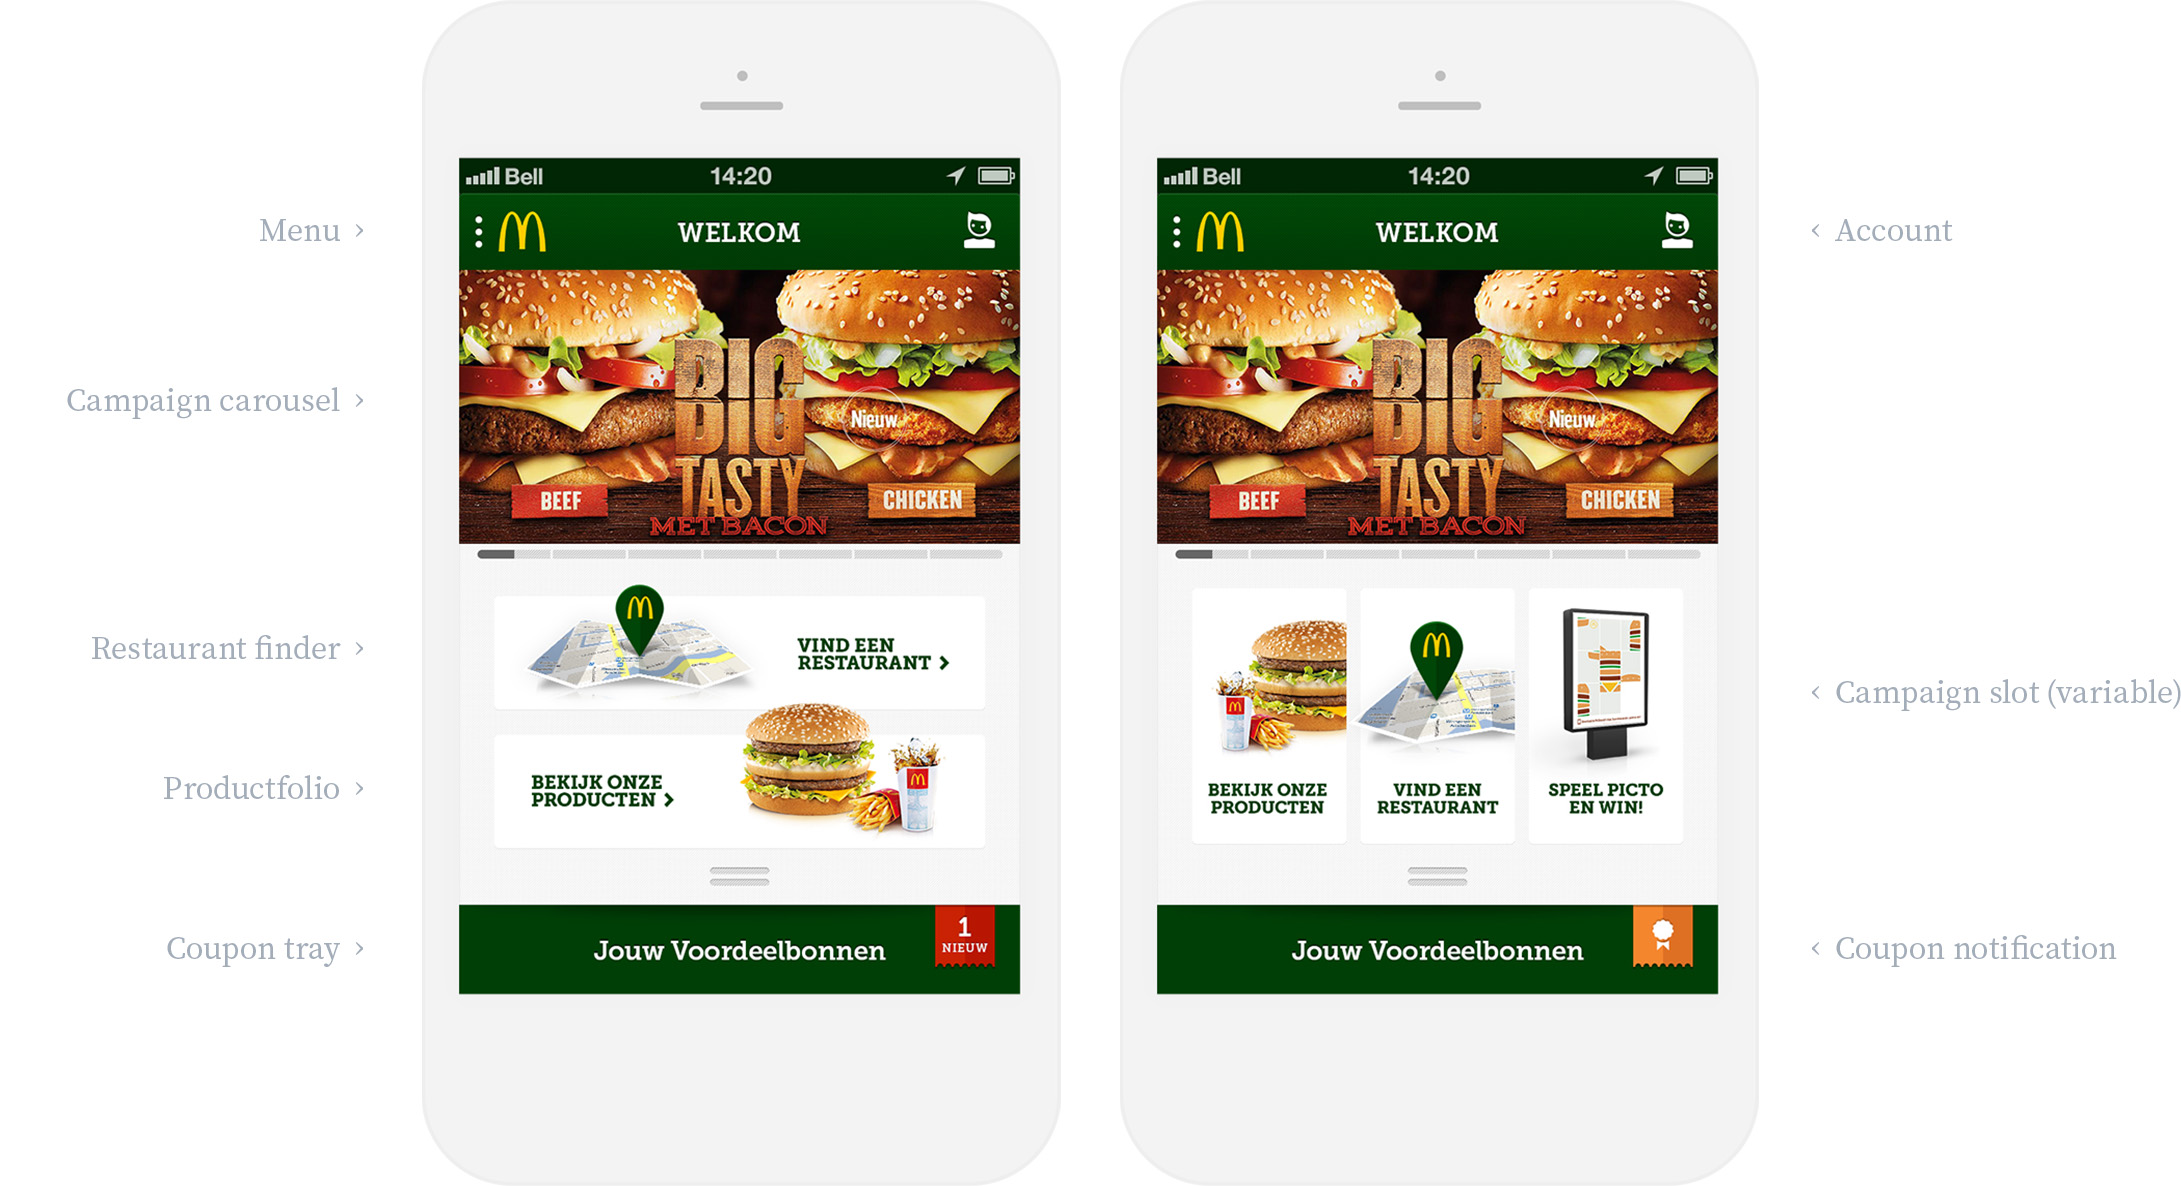 Menu
Campaign carousel
Restaurant finder
Productfolio
Coupon tray
Bell
14:20
WELKOM
BIG
BIG
TASTY
MET BACON
Nieuw
BEEF
CHICKEN
VIND EEN
RESTAURANT
BEKIJK ONZE
PRODUCTEN
Jouw Voordeelbonnen
1
NIEUW
Bell
14:20
WELKOM
BIG
BIG
TASTY
MET BACON
Nieuw
BEEF
CHICKEN
BEKIJK ONZE
PRODUCTEN
VIND EEN
RESTAURANT
SPEEL PICTO
EN WIN!
Jouw Voordeelbonnen
Account
Campaign slot (variable)
Coupon notification